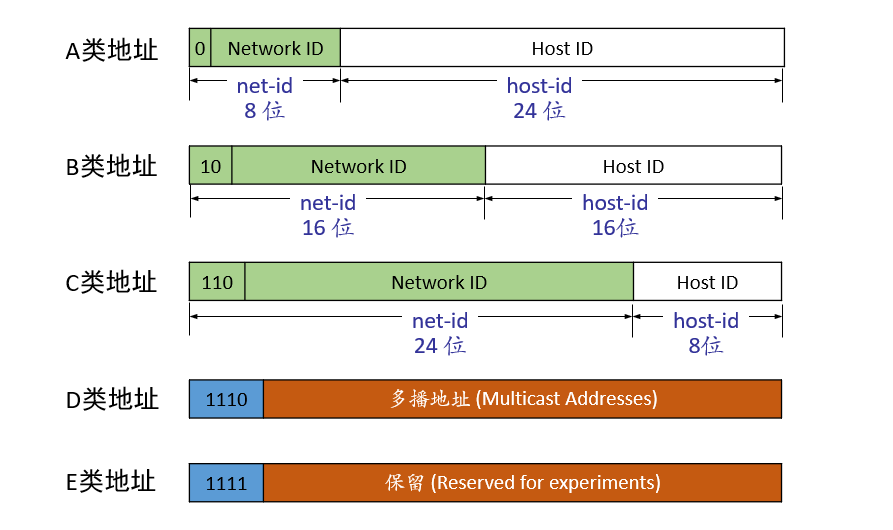 A类地址
0 Network ID Host ID
net-id host-id
8 位 24 位
B类地址
10 Network ID Host ID
net-id host-id
16 位 16位
C类地址
110 Network ID Host ID
net-id host-id
24 位 8位
D类地址
1110 多播地址 (Multicast Addresses)
E类地址
1111 保留 (Reserved for experiments)